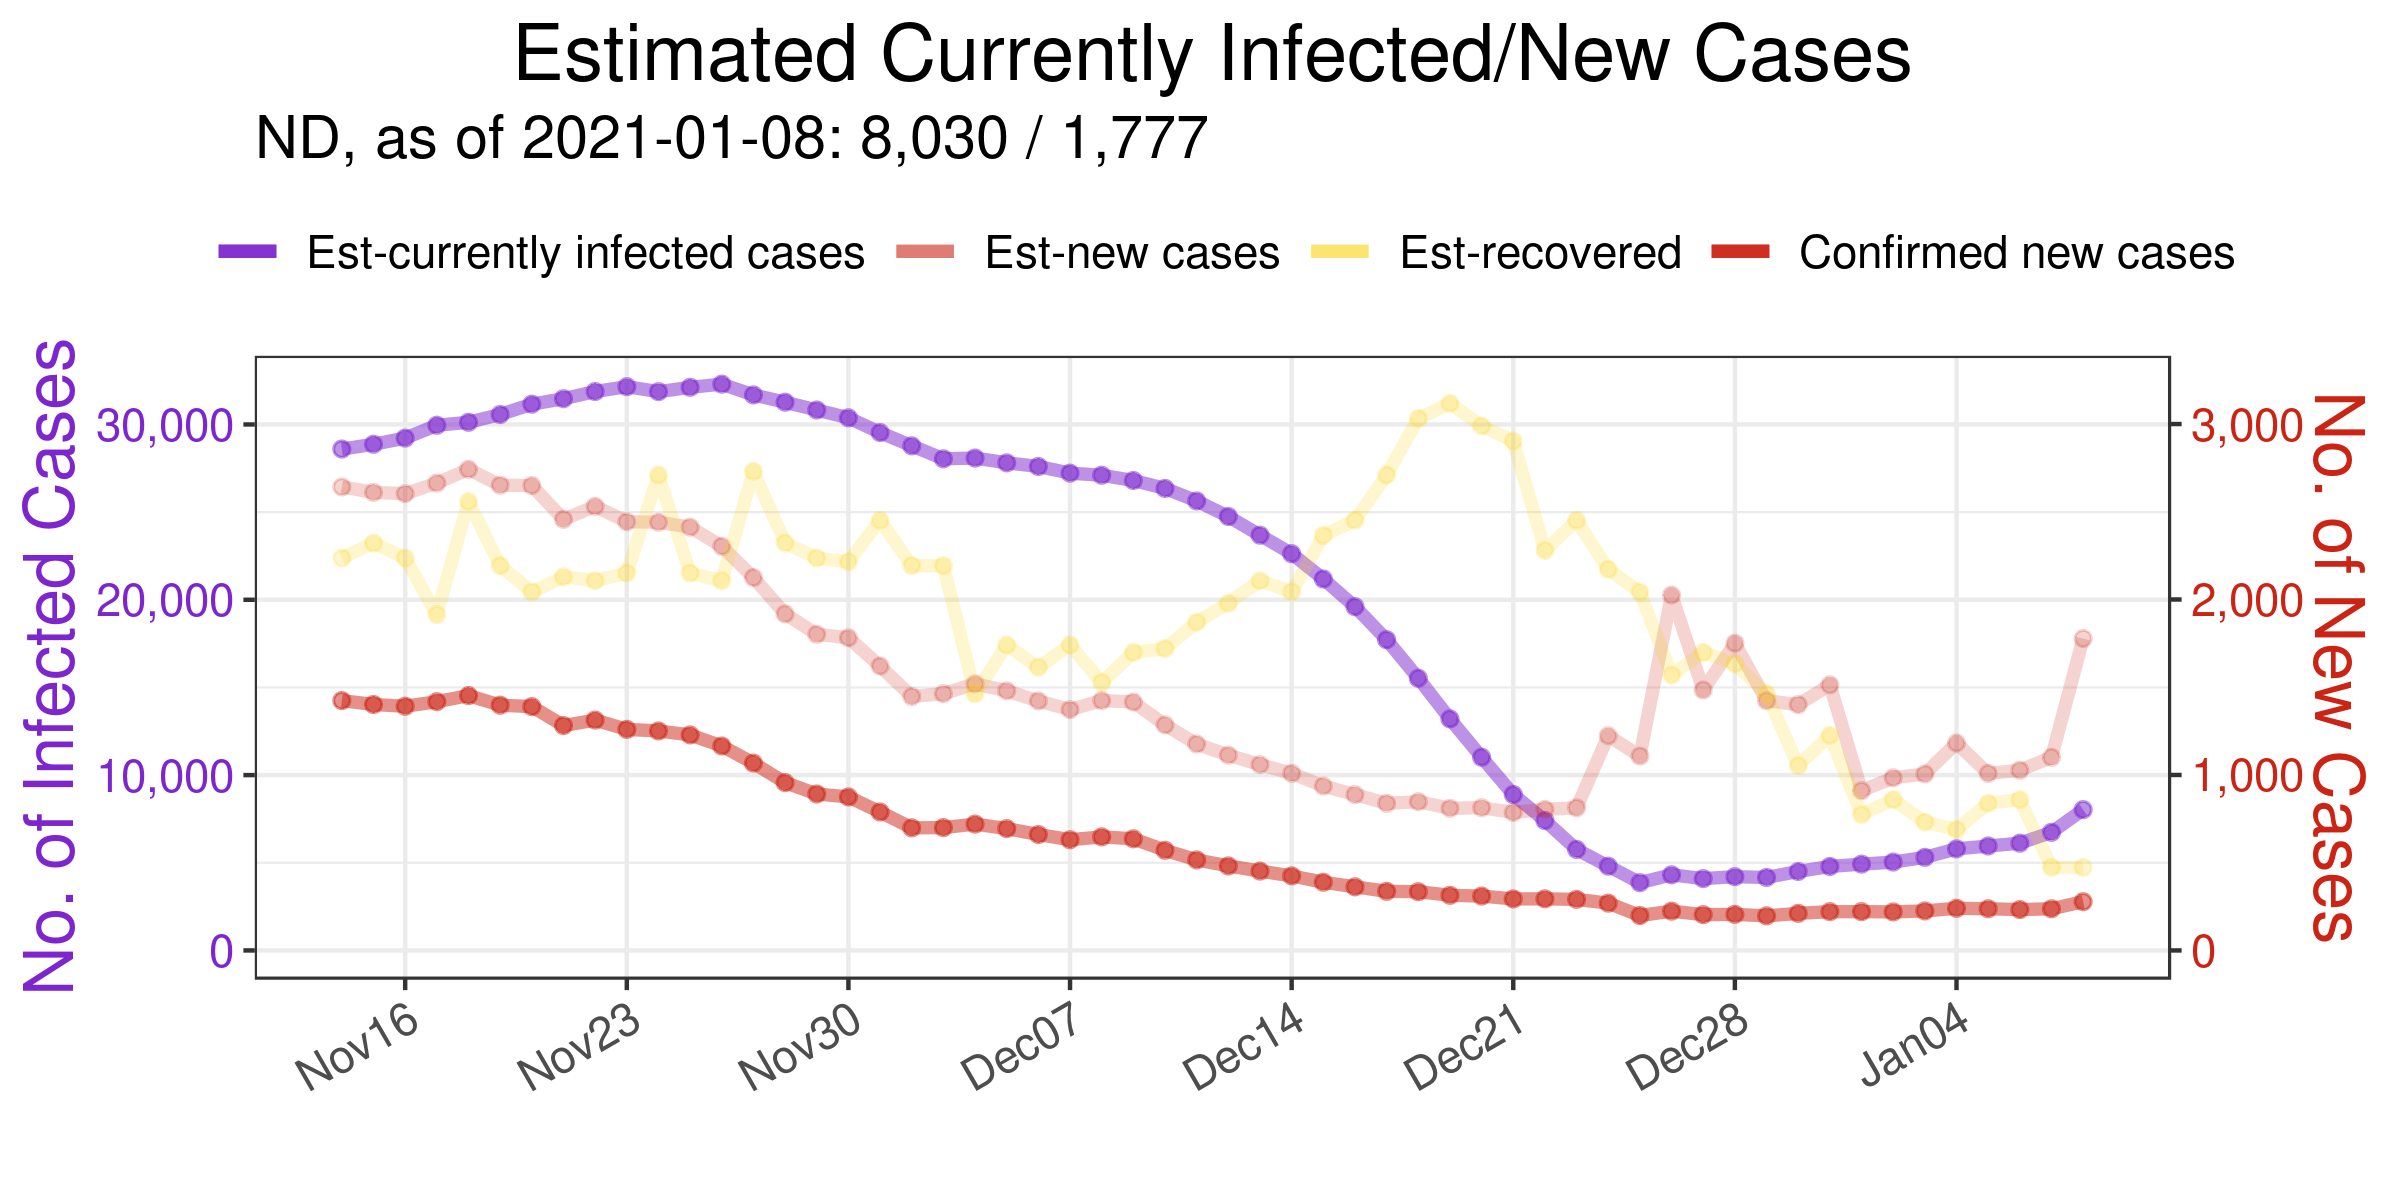 Estimated Currently Infected/New Cases
ND, as of 2021-01-08: 8,030 / 1,777
Est-currently infected cases Est-new cases Est-recovered Confirmed new cases
No. of Infected Cases
30,000
20,000
10,000
0
3,000
2,000
1,000
0
No. of New Cases
Nov16 Nov23 Nov30 Dec07 Dec14 Dec21 Dec28 Jan04